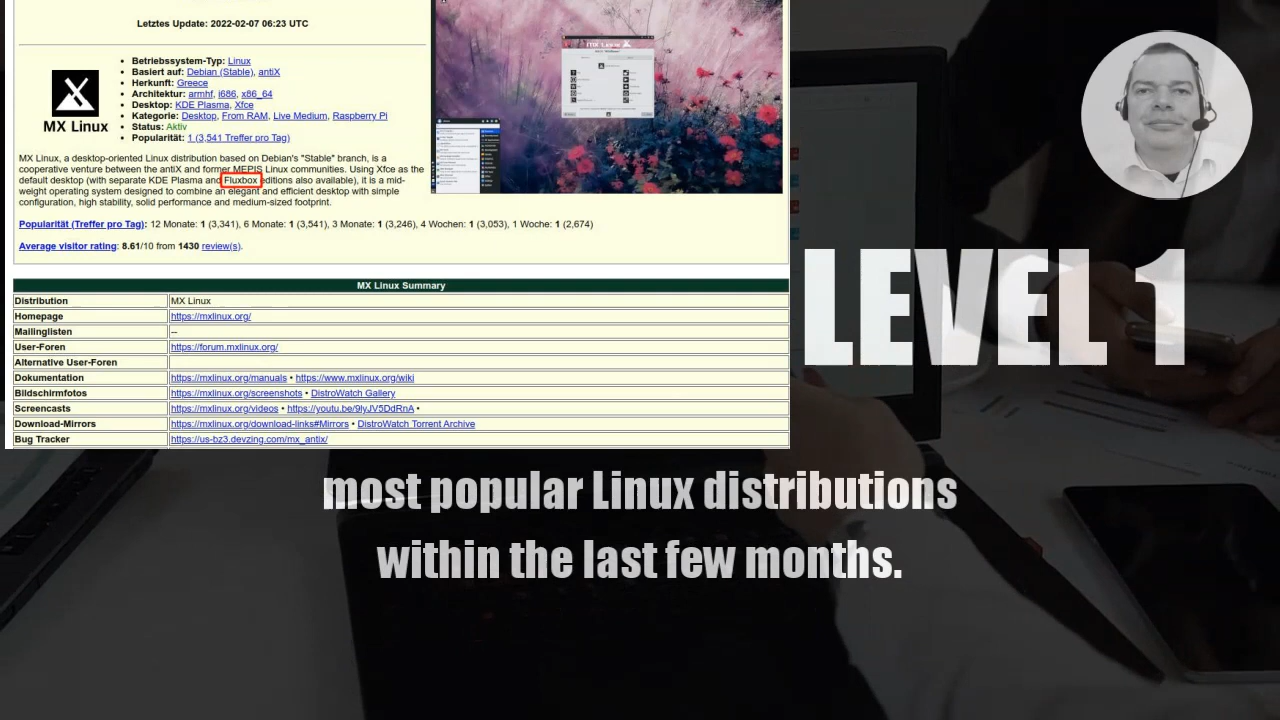 Letztes Update: 2022-02-07 06:23 UTC
MX Linux
• Betriebssystem-Typ: Linux
• Basiert auf: Debian (Stable), antiX
• Herkunft: Greece
• Architektur: armhf, i686, x86_64
• Desktop: KDE Plasma, Xfce
• Kategorie: Desktop, From RAM, Live Medium, Raspberry Pi
• Status: Aktiv
• Popularität: 1 (3,541 Treffer pro Tag)
MX Linux, a desktop-oriented Linux distribution based on Debian's "Stable" branch, is a
cooperative venture between the antiX and former MEPIS Linux communities. Using Xfce as the
default desktop (with separate KDE Plasma and Fluxbox editions also available), it is a mid-
weight operating system designed to combine an elegant and efficient desktop with simple
configuration, high stability, solid performance and medium-sized footprint.
Popularität (Treffer pro Tag): 12 Monate: 1 (3,341), 6 Monate: 1 (3,541), 3 Monate: 1 (3,246), 4 Wochen: 1 (3,053), 1 Woche: 1 (2,674)
Average visitor rating: 8.61/10 from 1430 review(s).
MX Linux Summary
Distribution MX Linux
Homepage https://mxlinux.org/
Mailinglisten --
User-Foren https://forum.mxlinux.org/
Alternative User-Foren
Dokumentation https://mxlinux.org/manuals • https://www.mxlinux.org/wiki
Bildschirmfotos https://mxlinux.org/screenshots • DistroWatch Gallery
Screencasts https://mxlinux.org/videos • https://youtu.be/9IyJV5DdRnA •
Download-Mirrors https://mxlinux.org/download-links#Mirrors • DistroWatch Torrent Archive
Bug Tracker https://us-bz3.devzing.com/mx_antix/
LEVEL 1
most popular Linux distributions
within the last few months.